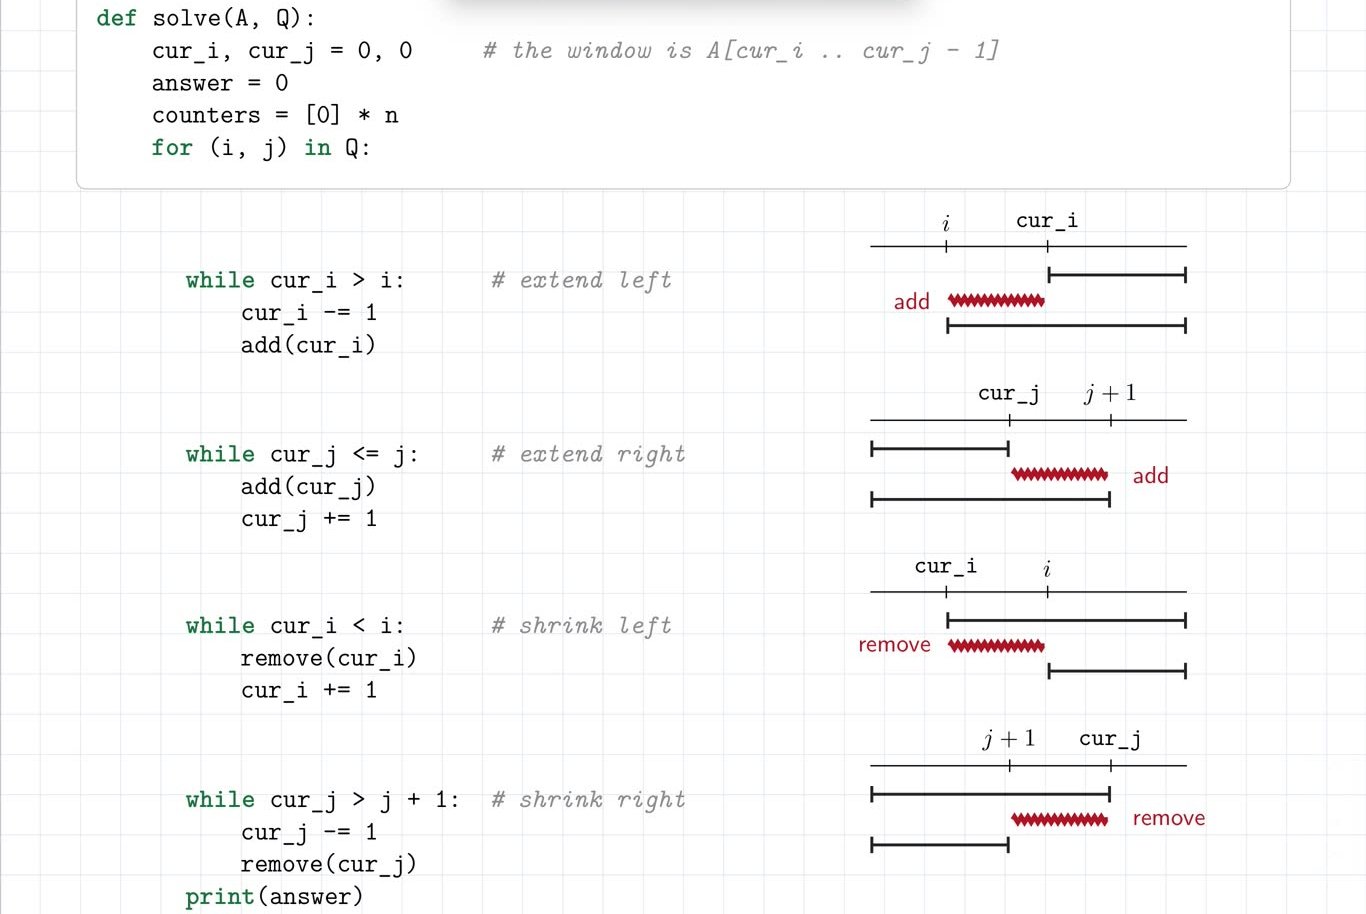 def solve(A, Q):
cur_i, cur_j = 0, 0 # the window is A[cur_i .. cur_j - 1]
answer = 0
counters = [0] * n
for (i, j) in Q:
i cur_i
while cur_i > i: # extend left
add
cur_i -= 1
add(cur_i)
cur_j j + 1
while cur_j <= j: # extend right
add
add(cur_j)
cur_j += 1
cur_i i
while cur_i < i: # shrink left
remove
remove(cur_i)
cur_i += 1
j + 1 cur_j
while cur_j > j + 1: # shrink right
remove
cur_j -= 1
remove(cur_j)
print(answer)